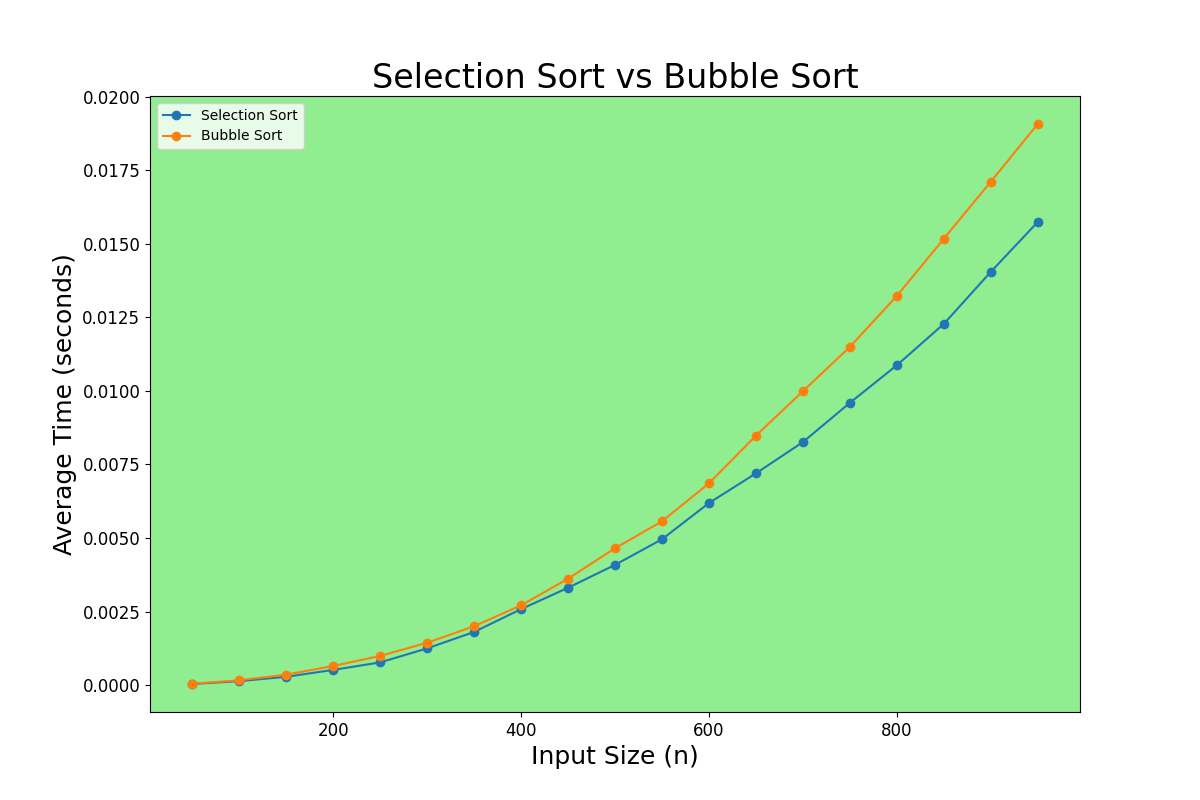 Selection Sort vs Bubble Sort
Selection Sort
Bubble Sort
Average Time (seconds)
0.0200
0.0175
0.0150
0.0125
0.0100
0.0075
0.0050
0.0025
0.0000
200 400 600 800
Input Size (n)